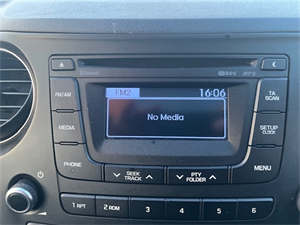 FM2 16:06
No Media
FM/AM
MEDIA
PHONE
TA
SCAN
SETUP
CLOCK
MENU
SEEK
TRACK
PTY
FOLDER
1 RPT 2 RDM 3 4 5 6